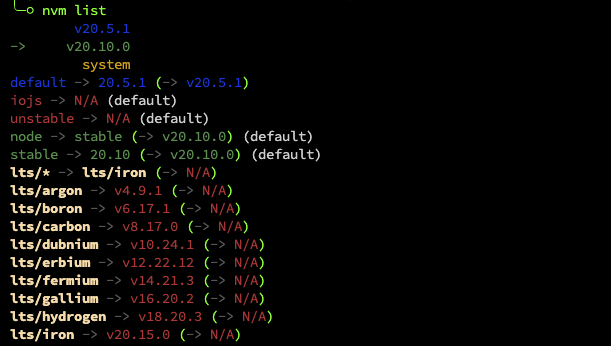 nvm list
v20.5.1
-> v20.10.0
system
default -> 20.5.1 (-> v20.5.1)
iojs -> N/A (default)
unstable -> N/A (default)
node -> stable (-> v20.10.0) (default)
stable -> 20.10 (-> v20.10.0) (default)
lts/* -> lts/iron (-> N/A)
lts/argon -> v4.9.1 (-> N/A)
lts/boron -> v6.17.1 (-> N/A)
lts/carbon -> v8.17.0 (-> N/A)
lts/dubnium -> v10.24.1 (-> N/A)
lts/erbium -> v12.22.12 (-> N/A)
lts/fermium -> v14.21.3 (-> N/A)
lts/gallium -> v16.20.2 (-> N/A)
lts/hydrogen -> v18.20.3 (-> N/A)
lts/iron -> v20.15.0 (-> N/A)